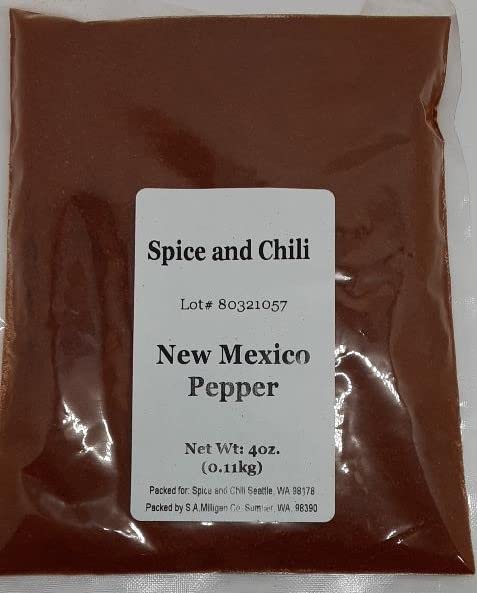 Spice and Chili
Lot# 80321057
New Mexico
Pepper
Net Wt: 4oz.
(0.11kg)
Packed for: Spice and Chili Seattle, WA 98178
Packed by S.A.Milligan Co. Sumner, WA. 98390